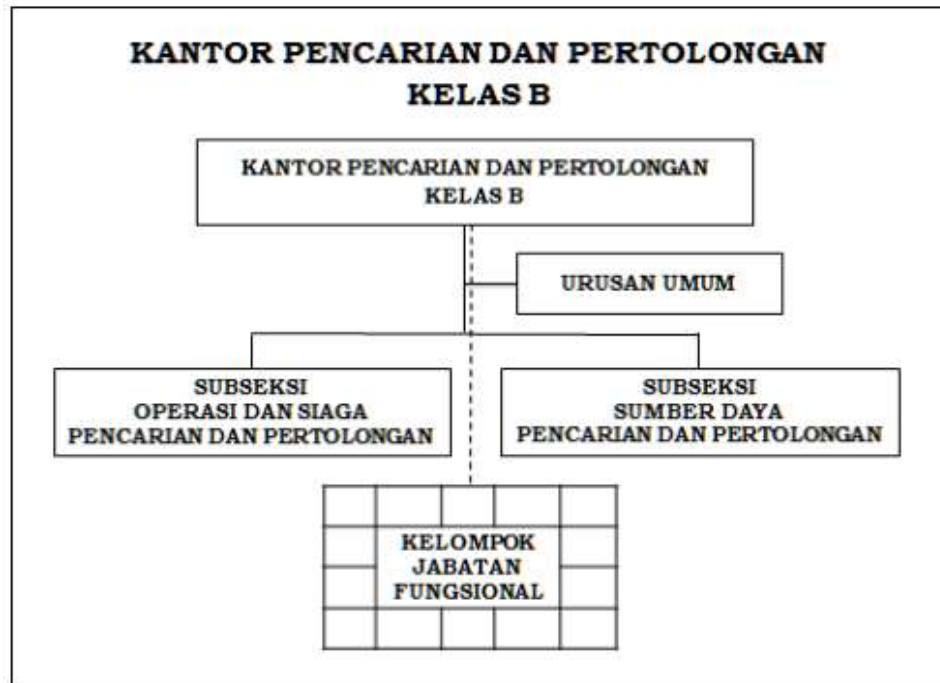 KANTOR PENCARIAN DAN PERTOLONGAN
KELAS B
KANTOR PENCARIAN DAN PERTOLONGAN
KELAS B
URUSAN UMUM
SUBSEKSI
OPERASI DAN SIAGA
PENCARIAN DAN PERTOLONGAN
SUBSEKSI
SUMBER DAYA
PENCARIAN DAN PERTOLONGAN
KELOMPOK
JABATAN
FUNGSIONAL